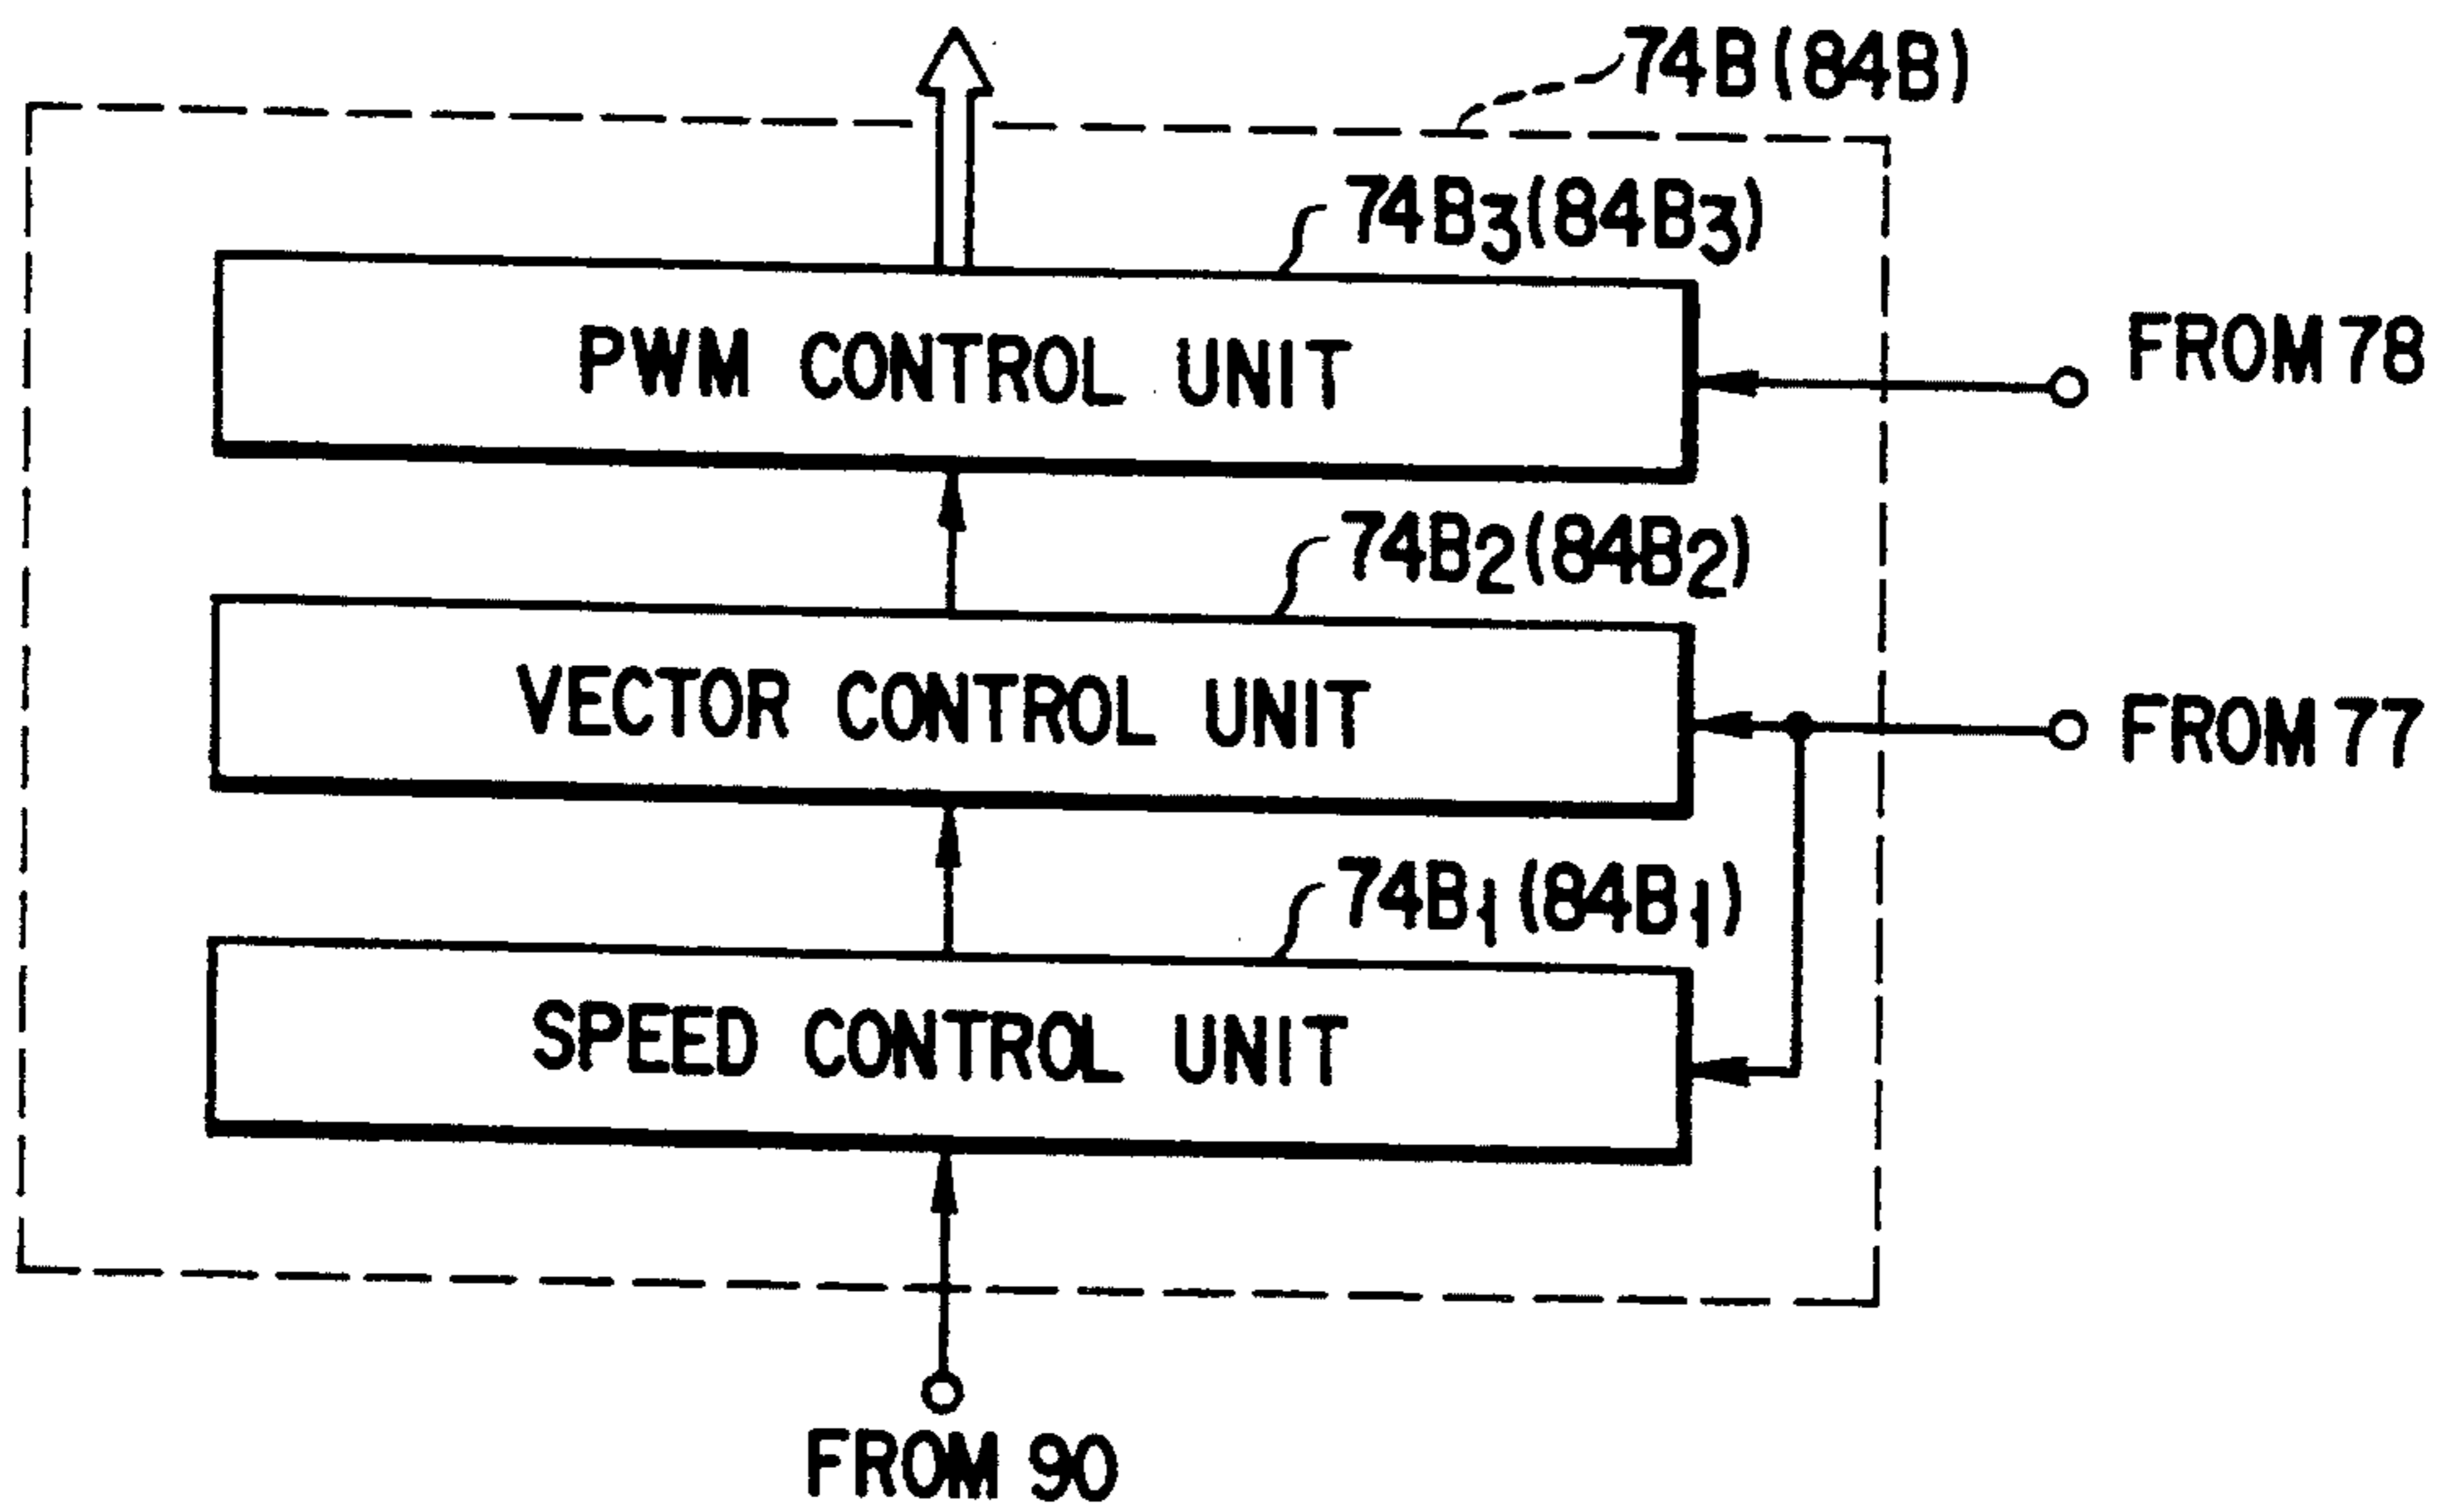 74B(84B)
74B3(84B3)
PWM CONTROL UNIT
FROM 78
74B2(84B2)
VECTOR CONTROL UNIT
FROM 77
74B1(84B1)
SPEED CONTROL UNIT
FROM 90